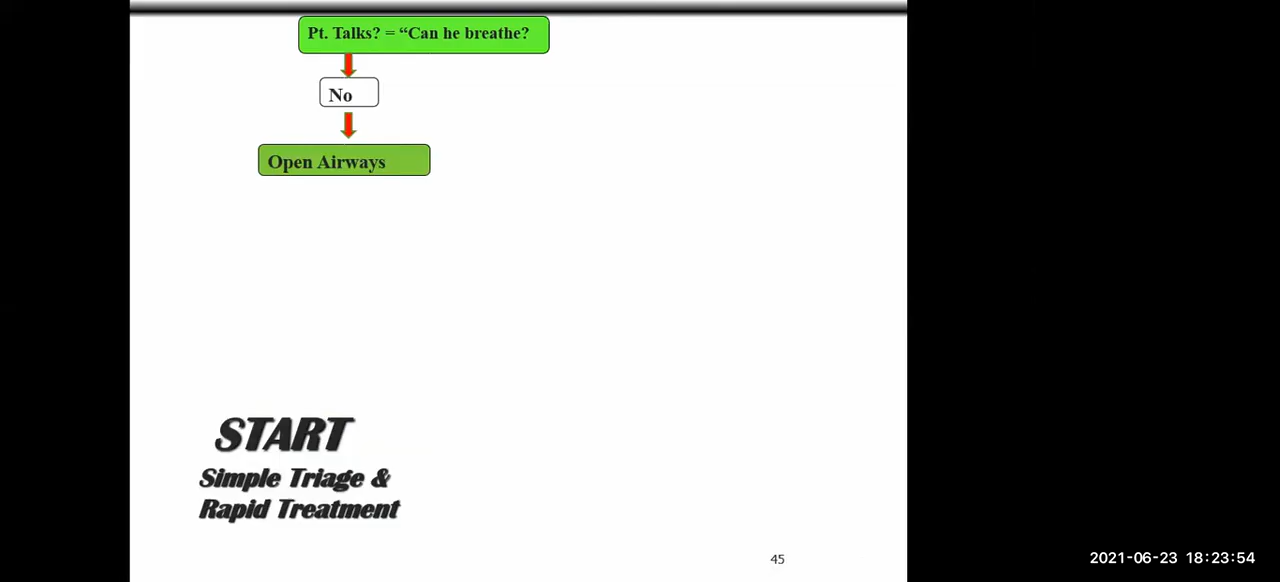 Pt. Talks? = “Can he breathe?
No
Open Airways
START
Simple Triage &
Rapid Treatment
45
2021-06-23 18:23:54